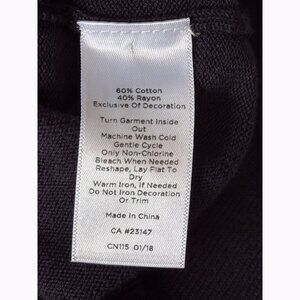 60% Cotton
40% Rayon
Exclusive Of Decoration
Turn Garment Inside
Out
Machine Wash Cold
Gentle Cycle
Only Non-Chlorine
Bleach When Needed
Reshape, Lay Flat To
Dry
Warm Iron, If Needed
Do Not Iron Decoration
Or Trim
Made In China
CA #23147
CN115 01/18